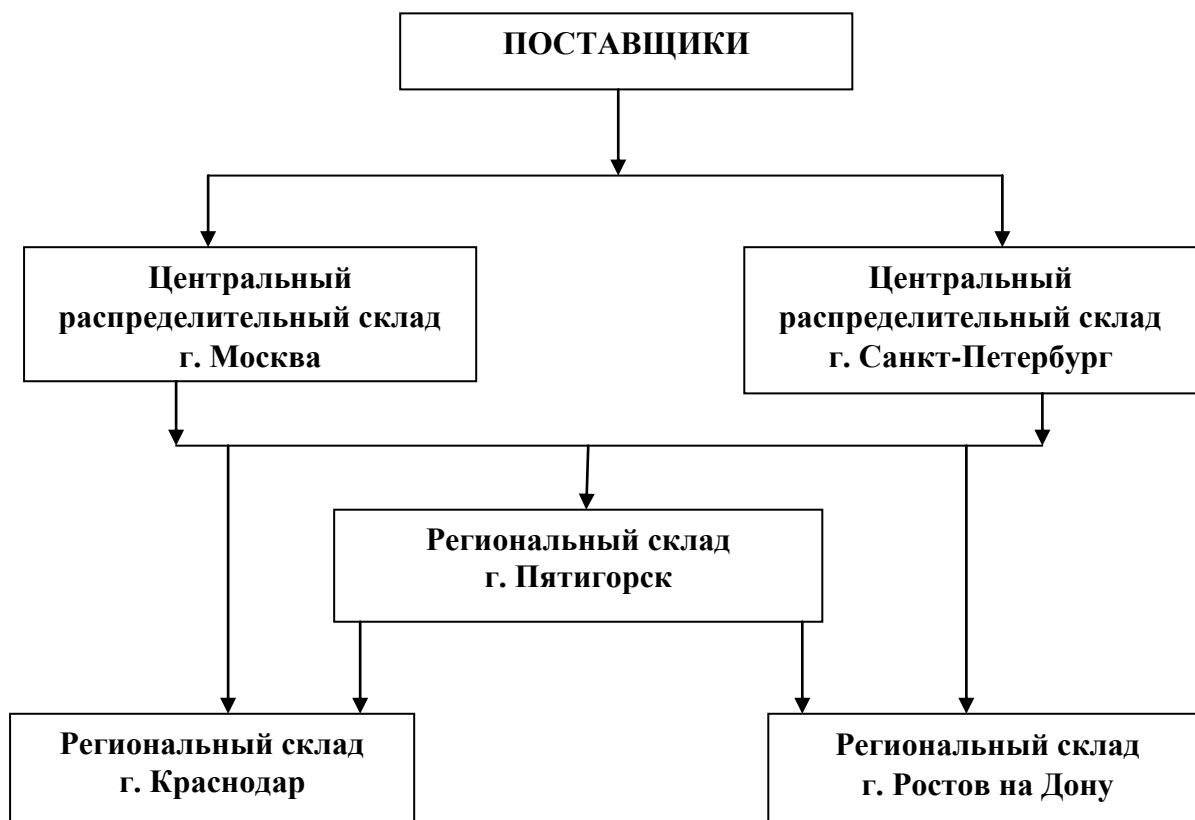 ПОСТАВЩИКИ
Центральный
распределительный склад
г. Москва
Центральный
распределительный склад
г. Санкт-Петербург
Региональный склад
г. Пятигорск
Региональный склад
г. Краснодар
Региональный склад
г. Ростов на Дону